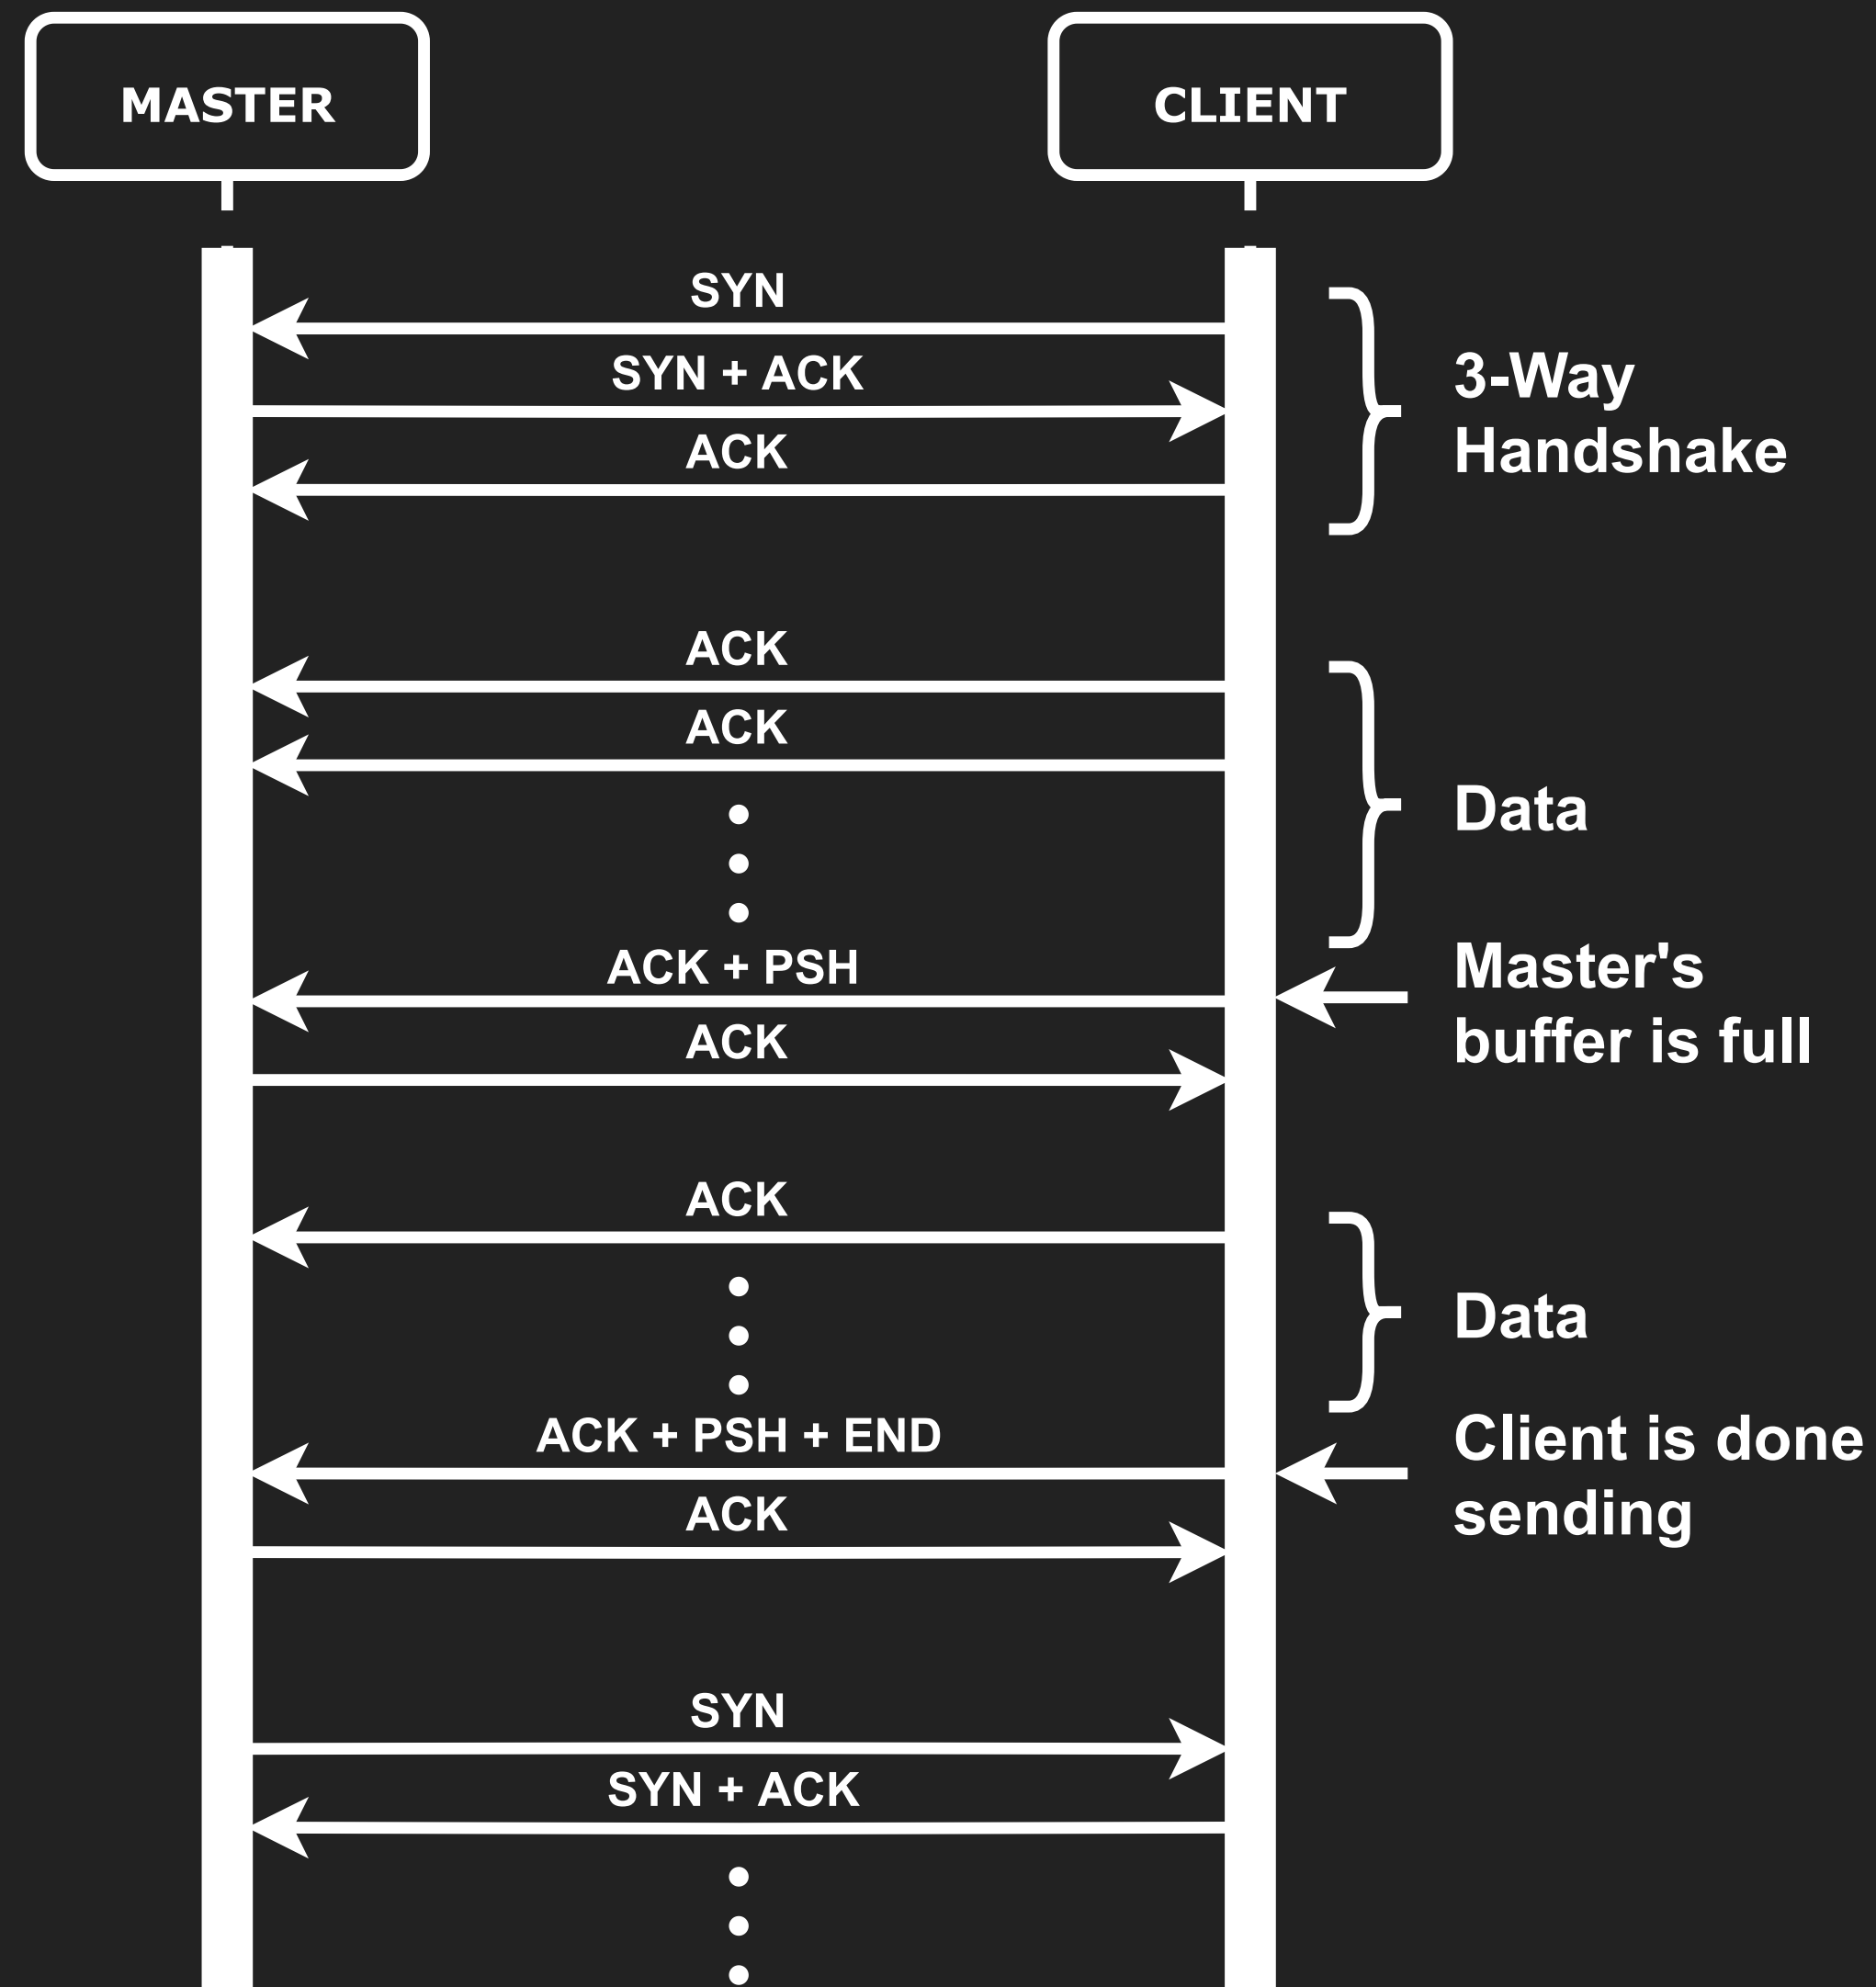 MASTER
CLIENT
SYN
SYN + ACK
ACK
3-Way
Handshake
ACK
ACK
Data
ACK + PSH
Master's
buffer is full
ACK
ACK
Data
ACK + PSH + END
Client is done
sending
ACK
SYN
SYN + ACK